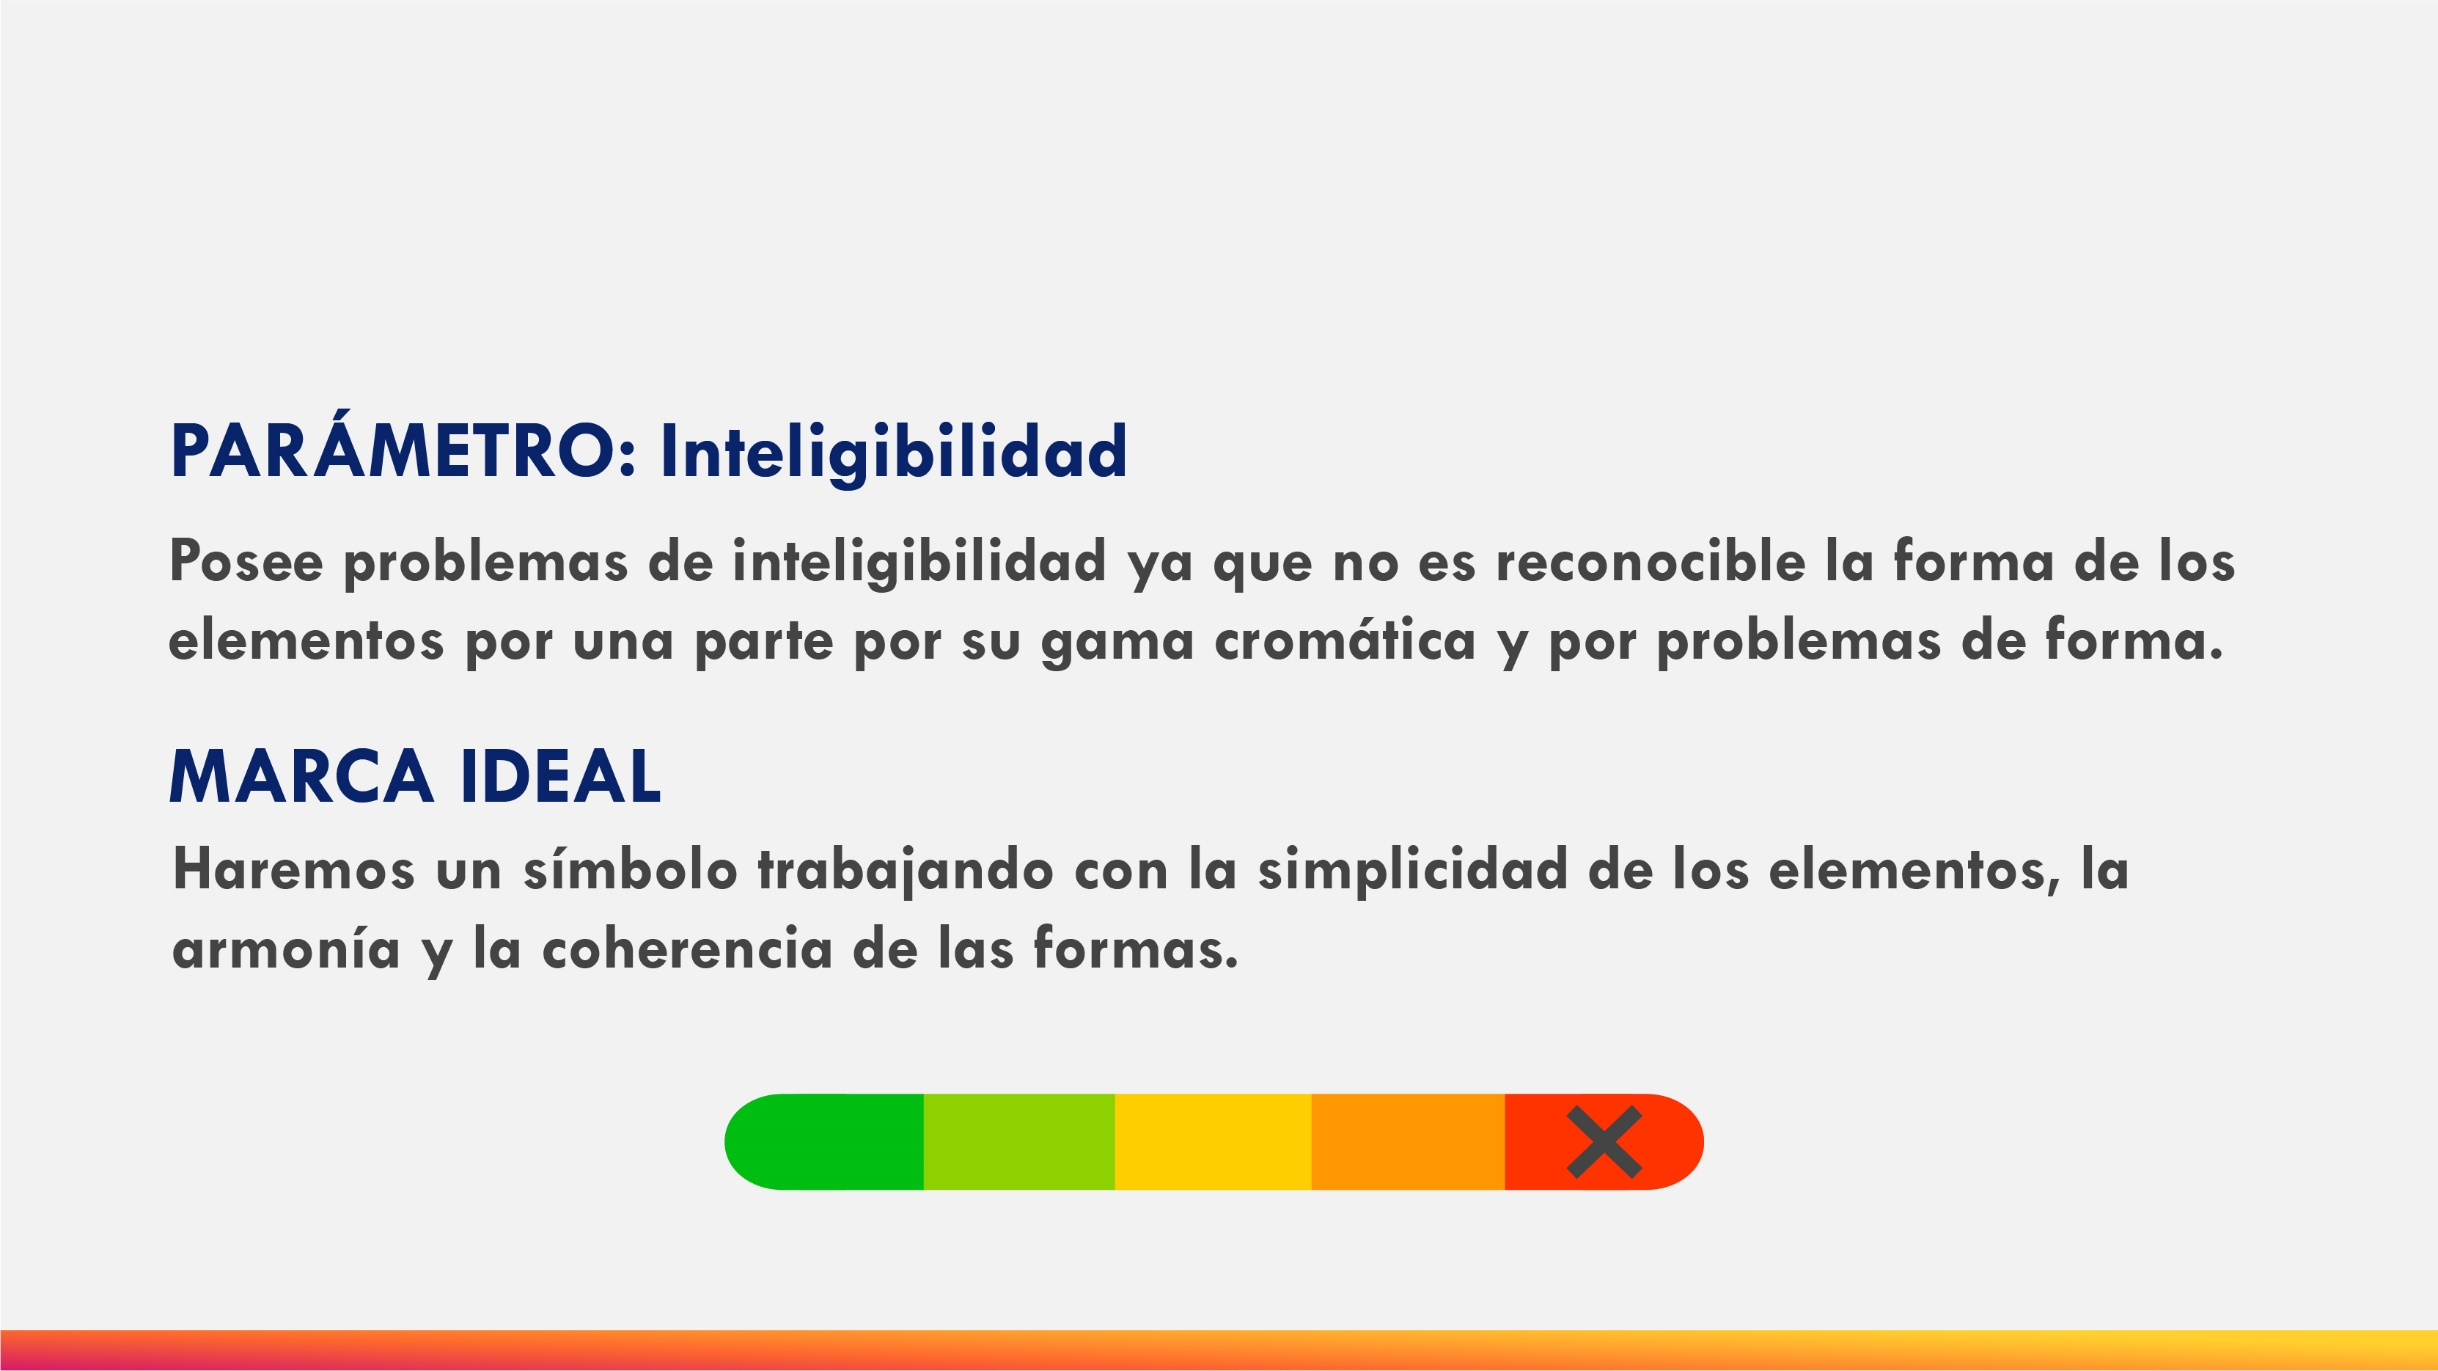 PARÁMETRO: Inteligibilidad
Posee problemas de inteligibilidad ya que no es reconocible la forma de los
elementos por una parte por su gama cromática y por problemas de forma.
MARCA IDEAL
Haremos un símbolo trabajando con la simplicidad de los elementos, la
armonía y la coherencia de las formas.